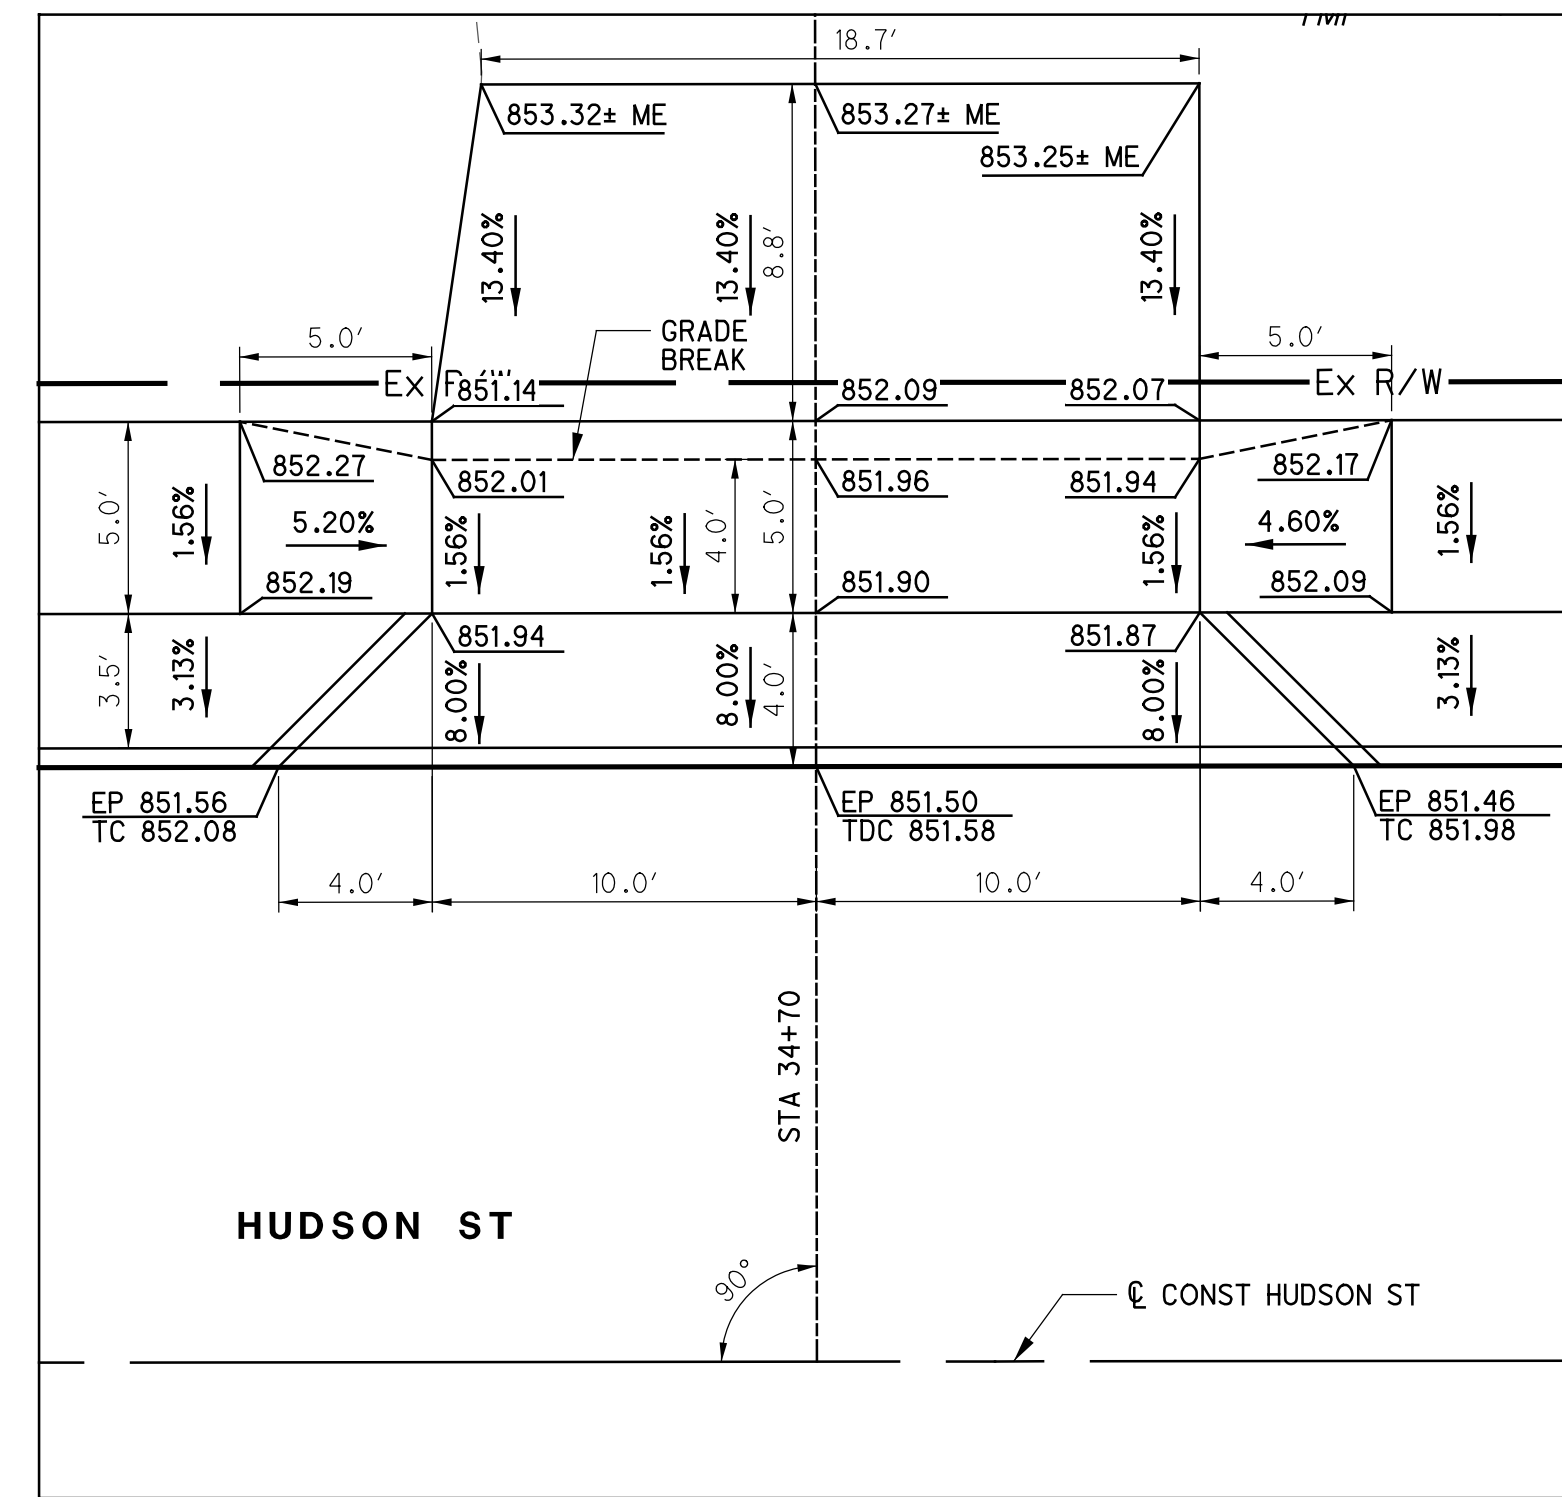 18.7′
853.32± ME
853.27± ME
853.25± ME
13.40%
13.40%
8.8′
13.40%
GRADE
BREAK
5.0′
5.0′
Ex R/W
851.14
852.09
852.07
Ex R/W
852.27
852.01
851.96
851.94
852.17
5.0′
1.56%
5.20%
1.56%
1.56%
4.0′
5.0′
1.56%
4.60%
1.56%
852.19
851.90
852.09
851.94
851.87
3.5′
3.13%
8.00%
8.00%
4.0′
8.00%
3.13%
EP 851.56
TC 852.08
EP 851.50
TDC 851.58
EP 851.46
TC 851.98
4.0′
10.0′
10.0′
4.0′
STA 34+70
HUDSON ST
90°
℄ CONST HUDSON ST